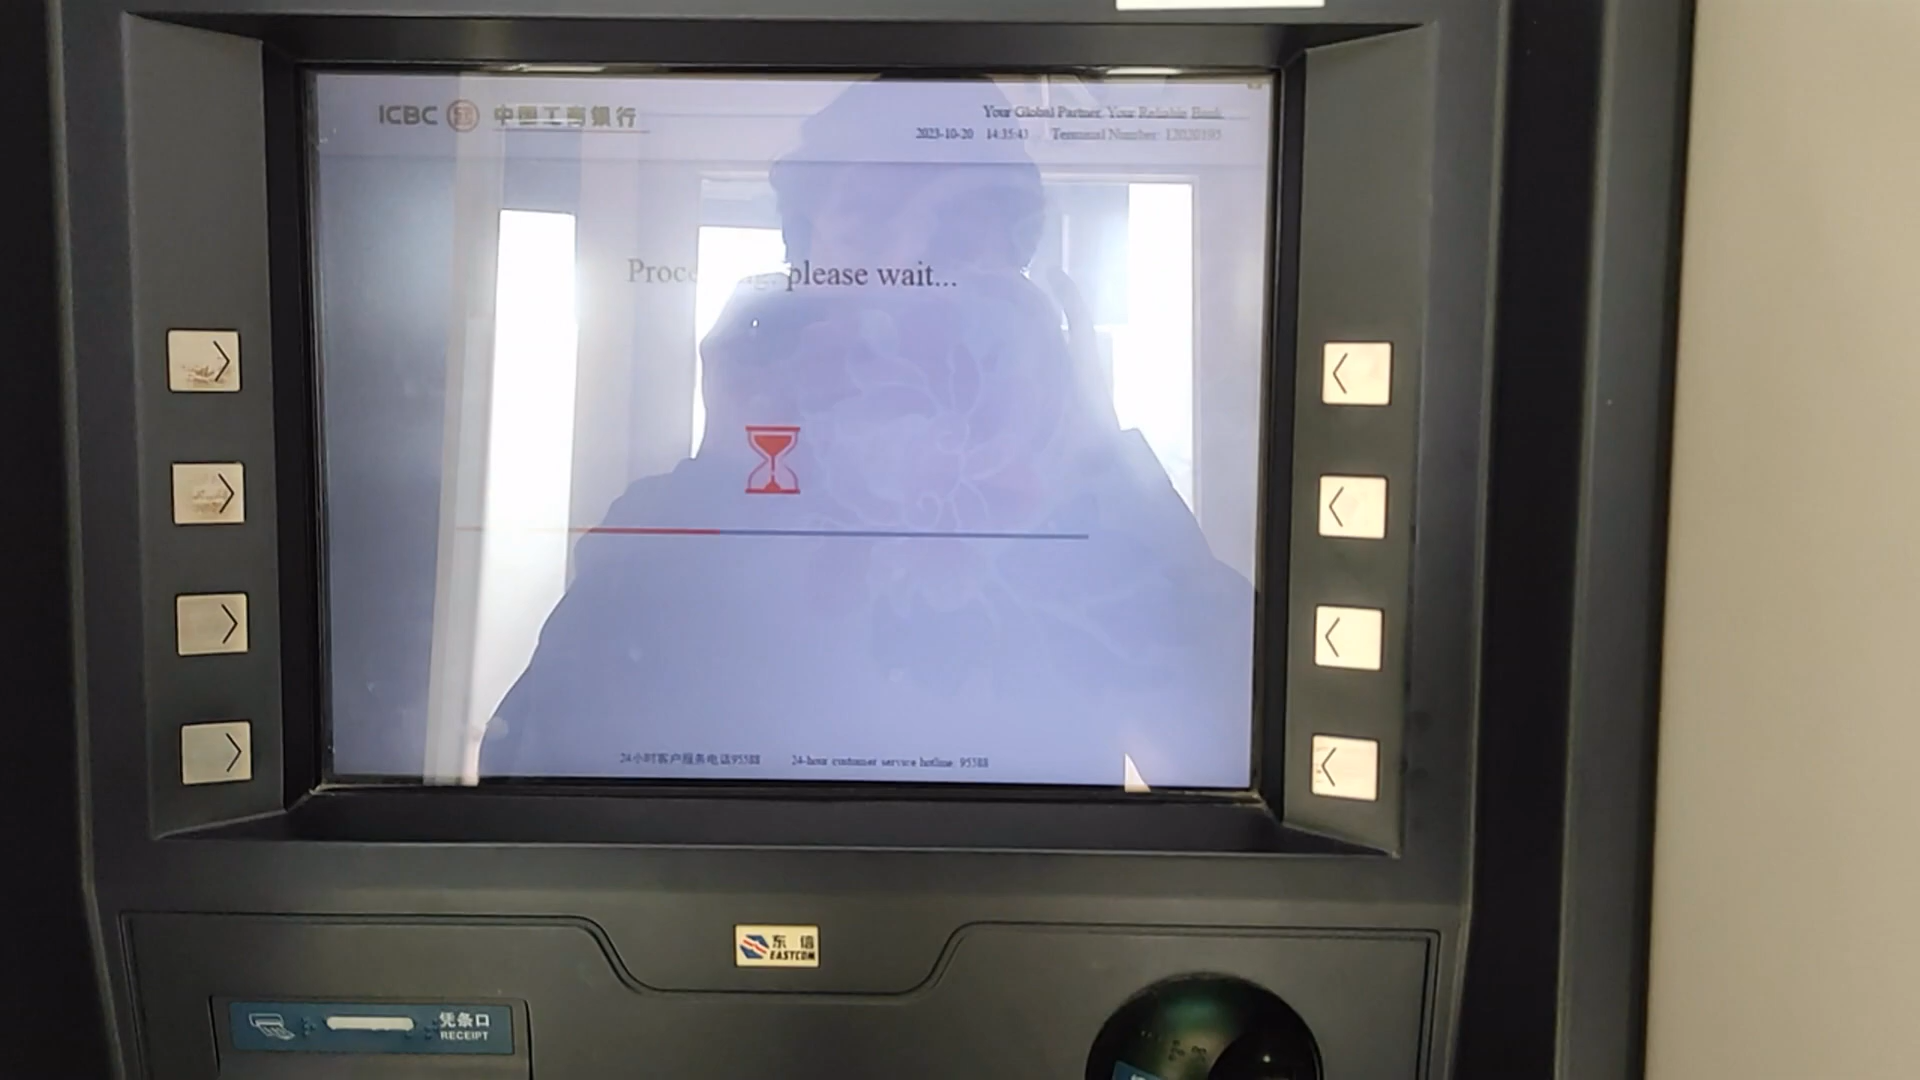 ICBC 中国工商银行
Your Global Partner, Your Reliable Bank
2023-10-20 14:35:43 Terminal Number: 12020195
please wait...
24小时客户服务电话95588 24-hour customer service hotline: 95588
东信
EASTCOM
凭条口
RECEIPT